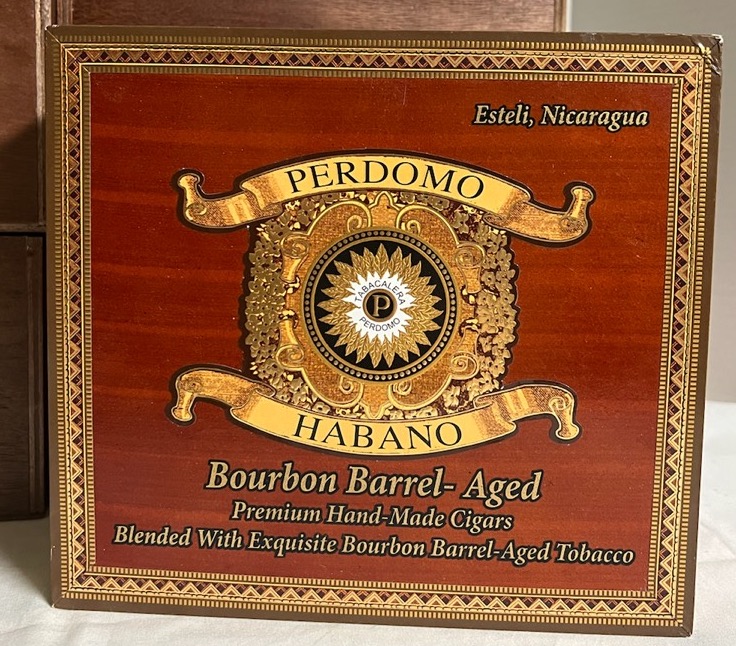 Esteli, Nicaragua
PERDOMO
TABACALERA
P
PERDOMO
HABANO
Bourbon Barrel- Aged
Premium Hand-Made Cigars
Blended With Exquisite Bourbon Barrel-Aged Tobacco